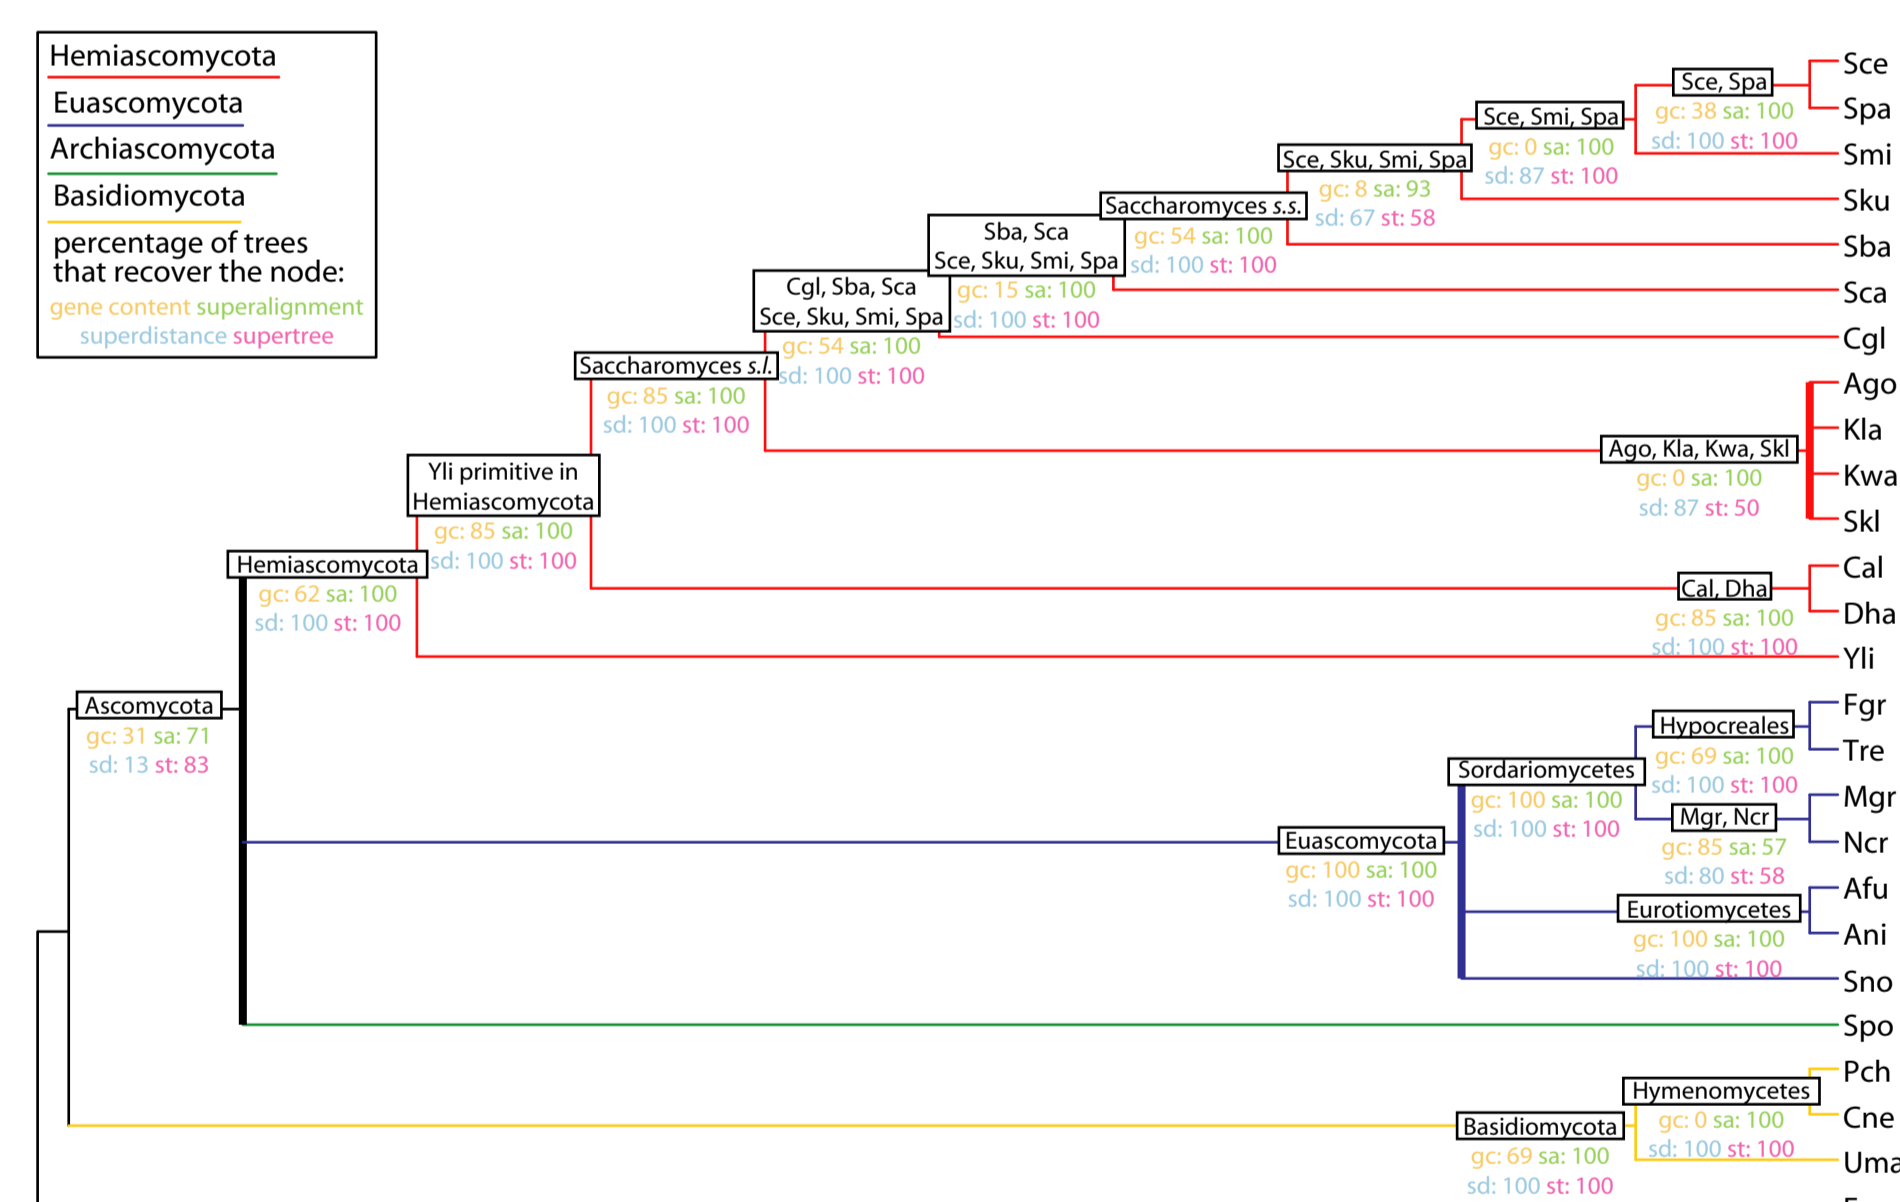 Hemiascomycota
Euascomycota
Archiascomycota
Basidiomycota
percentage of trees
that recover the node:
gene content superalignment
superdistance supertree
Sce
Sce, Spa
Spa
gc: 38 sa: 100
sd: 100 st: 100
Sce, Smi, Spa
gc: 0 sa: 100
sd: 87 st: 100
Smi
Sce, Sku, Smi, Spa
gc: 8 sa: 93
sd: 67 st: 58
Sku
Saccharomyces s.s.
gc: 54 sa: 100
sd: 100 st: 100
Sba
Sba, Sca
Sce, Sku, Smi, Spa
gc: 15 sa: 100
sd: 100 st: 100
Sca
Cgl, Sba, Sca
Sce, Sku, Smi, Spa
gc: 54 sa: 100
sd: 100 st: 100
Cgl
Saccharomyces s.l.
gc: 85 sa: 100
sd: 100 st: 100
Ago
Kla
Ago, Kla, Kwa, Skl
gc: 0 sa: 100
sd: 87 st: 50
Kwa
Skl
Yli primitive in
Hemiascomycota
gc: 85 sa: 100
sd: 100 st: 100
Hemiascomycota
gc: 62 sa: 100
sd: 100 st: 100
Cal
Cal, Dha
gc: 85 sa: 100
sd: 100 st: 100
Dha
Yli
Ascomycota
gc: 31 sa: 71
sd: 13 st: 83
Fgr
Hypocreales
gc: 69 sa: 100
sd: 100 st: 100
Tre
Sordariomycetes
gc: 100 sa: 100
sd: 100 st: 100
Mgr
Mgr, Ncr
gc: 85 sa: 57
sd: 80 st: 58
Ncr
Euascomycota
gc: 100 sa: 100
sd: 100 st: 100
Afu
Eurotiomycetes
gc: 100 sa: 100
sd: 100 st: 100
Ani
Sno
Spo
Pch
Hymenomycetes
gc: 0 sa: 100
sd: 100 st: 100
Cne
Basidiomycota
gc: 69 sa: 100
sd: 100 st: 100
Uma